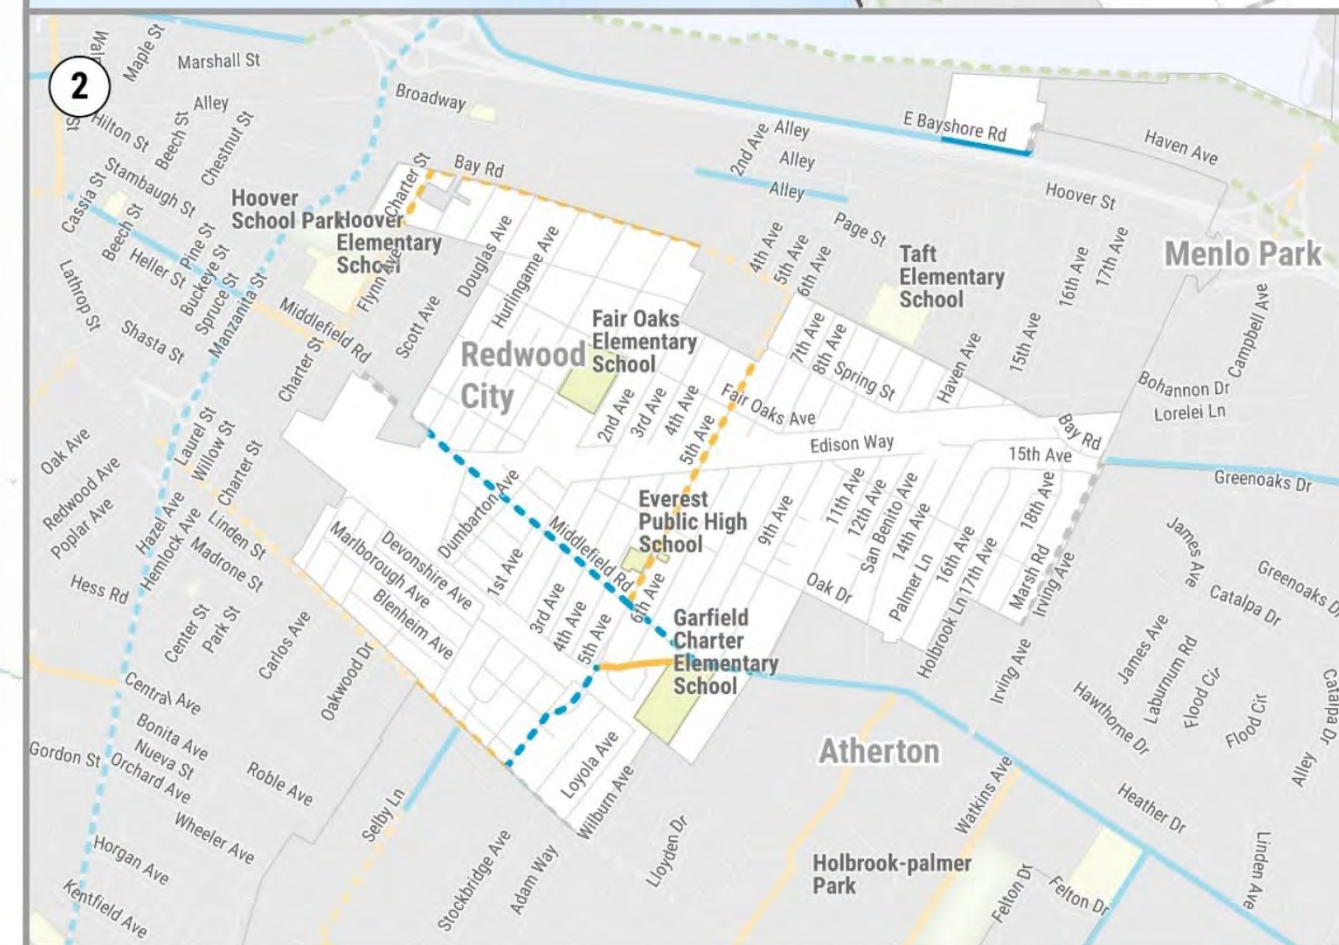 2
Maple St
Marshall St
Alley
Hilton St
Beech St
Chestnut St
Broadway
Stambaugh St
Cassia St
Beech St
Pine St
Heller St
Buckeye St
Spruce St
Manzanita St
Lathrop St
Shasta St
Hoover
School Park
Hoover
Elementary
School
Flynn Ave
Charter St
Bay Rd
Douglas Ave
Hurlingame Ave
Scott Ave
Middlefield Rd
Charter St
2nd Ave
Alley
Alley
Alley
E Bayshore Rd
Haven Ave
Hoover St
Page St
4th Ave
5th Ave
6th Ave
Taft
Elementary
School
16th Ave
17th Ave
Menlo Park
Redwood
City
Fair Oaks
Elementary
School
2nd Ave
3rd Ave
4th Ave
5th Ave
7th Ave
8th Ave
Spring St
Fair Oaks Ave
Haven Ave
15th Ave
Campbell Ave
Bohannon Dr
Lorelei Ln
Bay Rd
Edison Way
15th Ave
Greenoaks Dr
Oak Ave
Redwood Ave
Poplar Ave
Laurel St
Willow St
Charter St
Hazel Ave
Hemlock Ave
Linden St
Madrone St
Hess Rd
Center St
Park St
Carlos Ave
Oakwood Dr
Dumbarton Ave
Devonshire Ave
Marlborough Ave
Blenheim Ave
1st Ave
Middlefield Rd
3rd Ave
4th Ave
5th Ave
6th Ave
Everest
Public High
School
9th Ave
11th Ave
12th Ave
San Benito Ave
14th Ave
Palmer Ln
16th Ave
17th Ave
18th Ave
Marsh Rd
Irving Ave
Oak Dr
Holbrook Ln
Irving Ave
Garfield
Charter
Elementary
School
James Ave
Greenoaks Dr
Catalpa Dr
James Ave
Laburnum Rd
Flood Cir
Flood Cir
Catalpa Dr
Hawthorne Dr
Alley
Central Ave
Bonita Ave
Nueva St
Orchard Ave
Gordon St
Roble Ave
Wheeler Ave
Horgan Ave
Kentfield Ave
Selby Ln
Loyola Ave
Wilburn Ave
Stockbridge Ave
Adam Way
Lloyden Dr
Atherton
Watkins Ave
Heather Dr
Holbrook-palmer
Park
Felton Dr
Felton Dr
Linden Ave